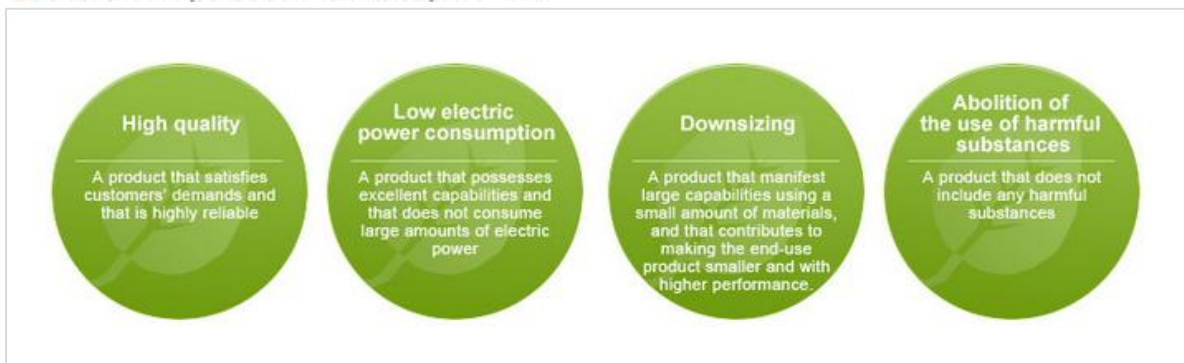 High quality
A product that satisfies
customers' demands and
that is highly reliable
Low electric
power consumption
A product that possesses
excellent capabilities and
that does not consume
large amounts of electric
power
Downsizing
A product that manifest
large capabilities using a
small amount of materials,
and that contributes to
making the end-use
product smaller and with
higher performance.
Abolition of
the use of harmful
substances
A product that does not
include any harmful
substances